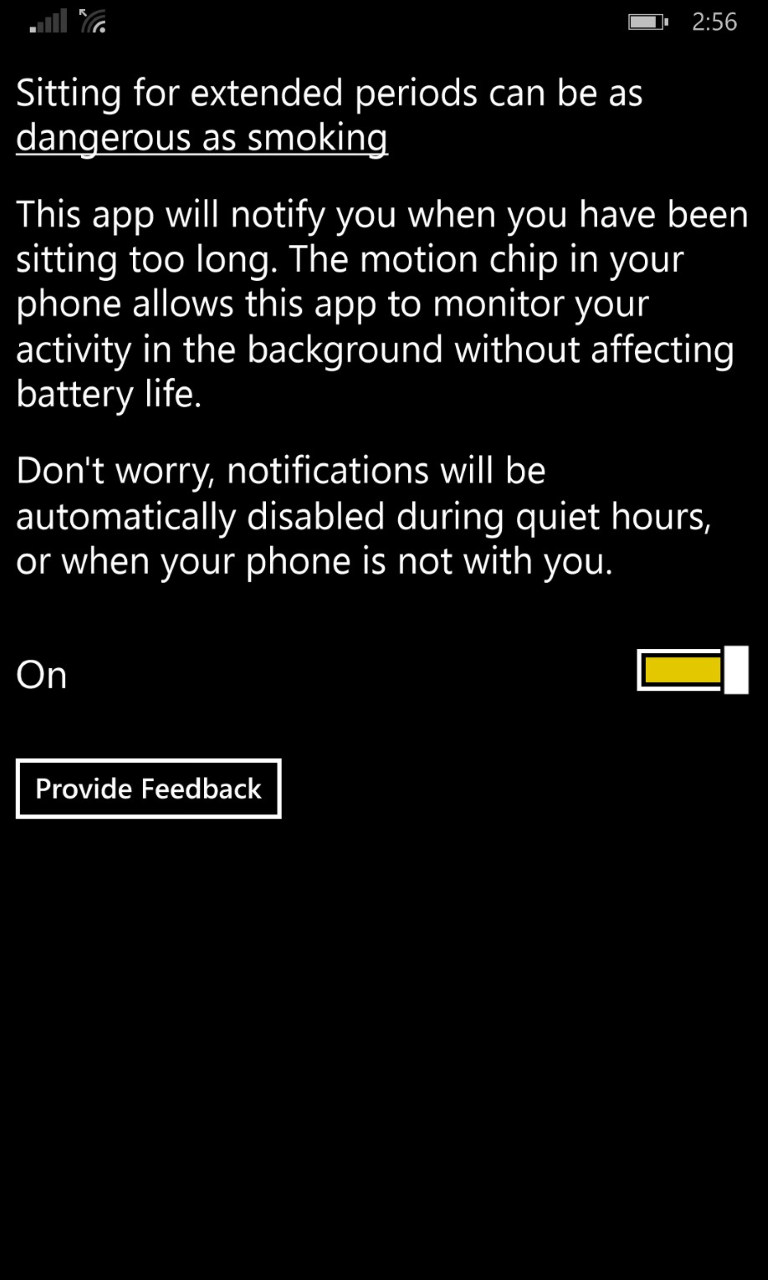 2:56
Sitting for extended periods can be as
dangerous as smoking
This app will notify you when you have been
sitting too long. The motion chip in your
phone allows this app to monitor your
activity in the background without affecting
battery life.
Don't worry, notifications will be
automatically disabled during quiet hours,
or when your phone is not with you.
On
Provide Feedback